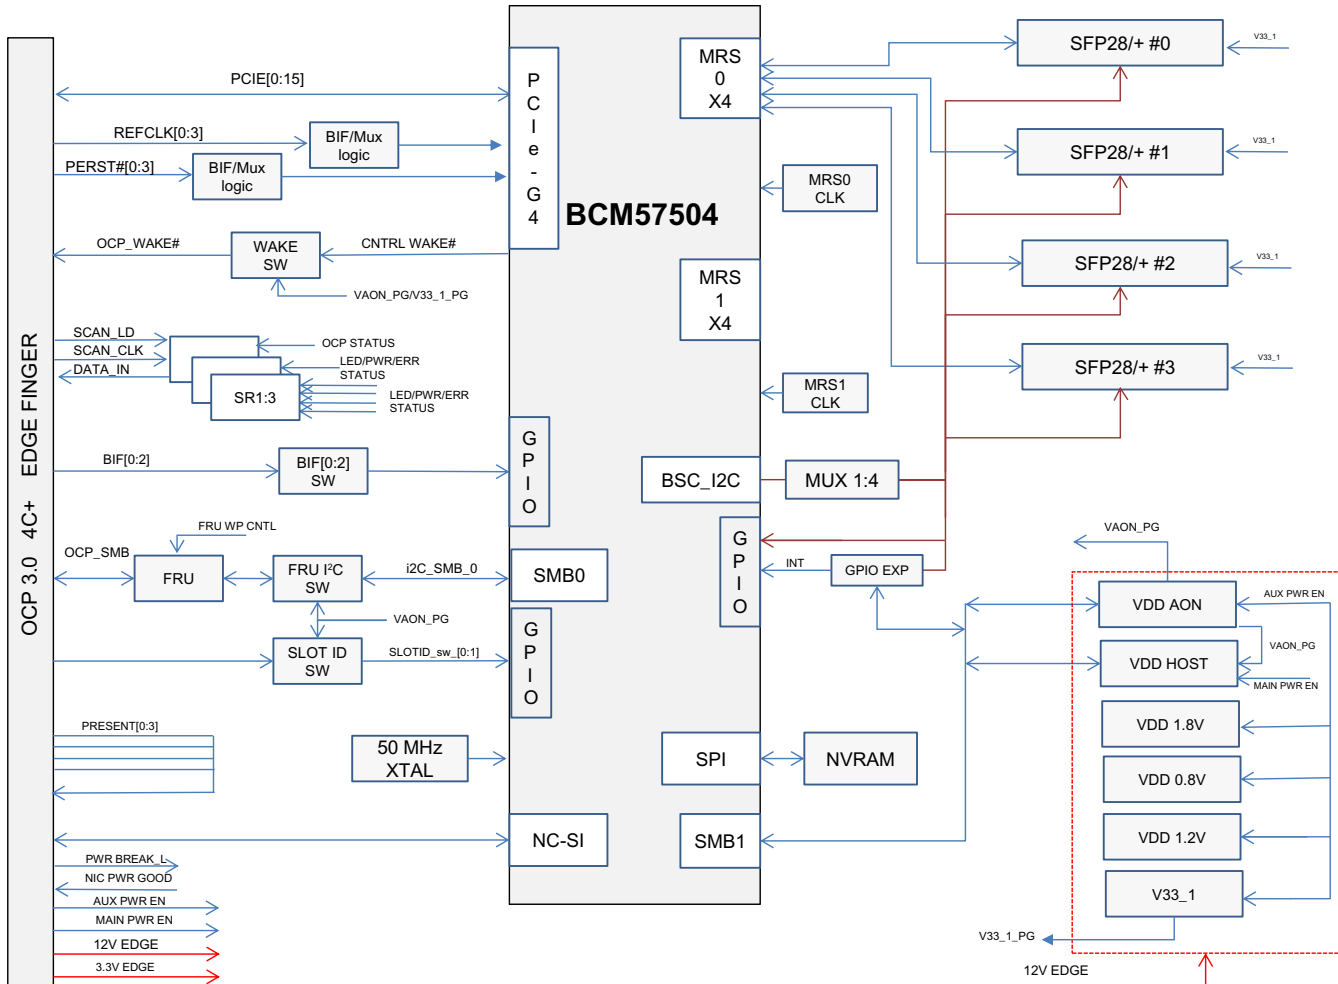 OCP 3.0 4C+ EDGE FINGER
PCIE[0:15]
REFCLK[0:3]
BIF/Mux
logic
PERST#[0:3]
BIF/Mux
logic
OCP_WAKE#
WAKE
SW
CNTRL WAKE#
VAON_PG/V33_1_PG
SCAN_LD
SCAN_CLK
DATA_IN
OCP STATUS
LED/PWR/ERR
STATUS
SR1:3
LED/PWR/ERR
STATUS
BIF[0:2]
BIF[0:2]
SW
FRU WP CNTL
OCP_SMB
FRU
FRU I²C
SW
i2C_SMB_0
VAON_PG
SLOT ID
SW
SLOTID_sw_[0:1]
PRESENT[0:3]
50 MHz
XTAL
PWR BREAK_L
NIC PWR GOOD
AUX PWR EN
MAIN PWR EN
12V EDGE
3.3V EDGE
BCM57504
P
C
I
e
-
G
4
G
P
I
O
SMB0
G
P
I
O
NC-SI
MRS
0
X4
MRS0
CLK
MRS
1
X4
MRS1
CLK
BSC_I2C
MUX 1:4
G
P
I
O
INT
GPIO EXP
SPI
NVRAM
SMB1
SFP28/+ #0
V33_1
SFP28/+ #1
V33_1
SFP28/+ #2
V33_1
SFP28/+ #3
V33_1
VAON_PG
VDD AON
AUX PWR EN
VAON_PG
VDD HOST
MAIN PWR EN
VDD 1.8V
VDD 0.8V
VDD 1.2V
V33_1
V33_1_PG
12V EDGE